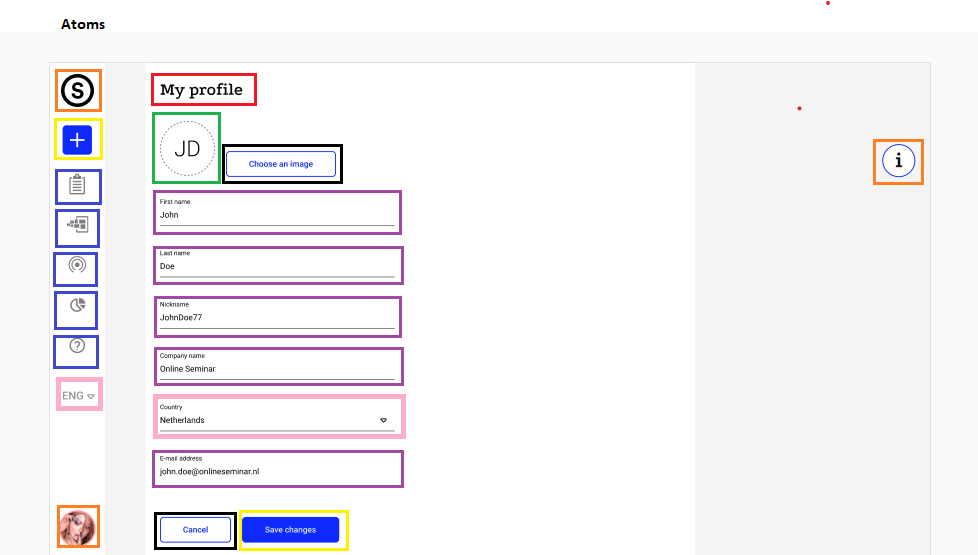 Atoms
S
My profile
JD
Choose an image
i
First name
John
Last name
Doe
Nickname
JohnDoe77
Company name
Online Seminar
ENG
Country
Netherlands
E-mail address
john.doe@onlineseminar.nl
Cancel
Save changes